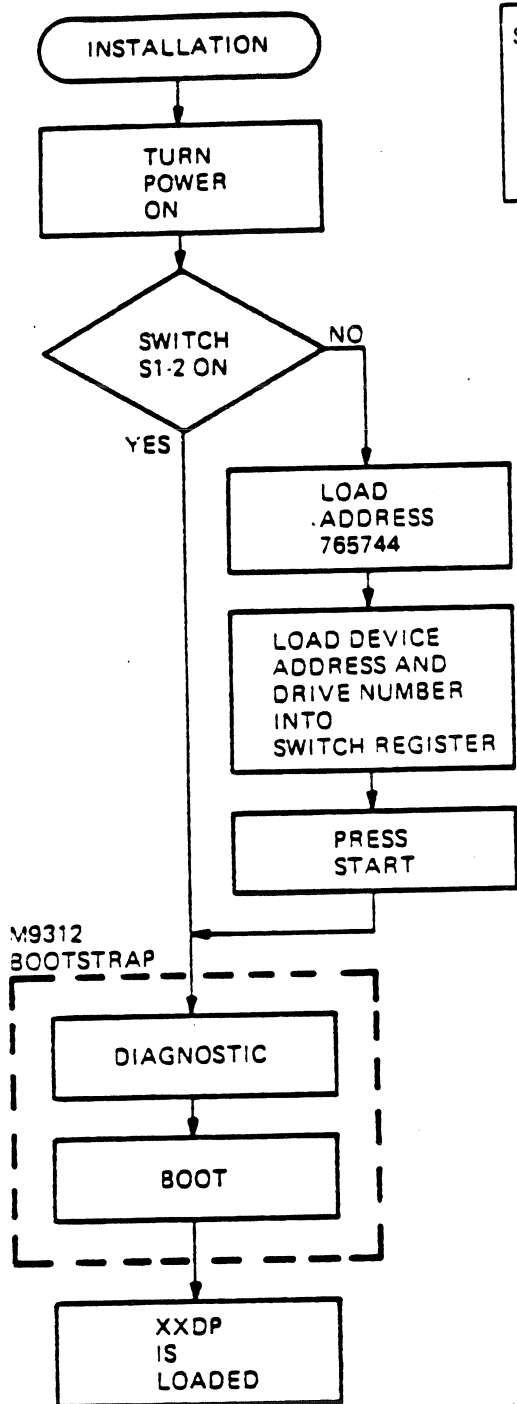 INSTALLATION
S
TURN
POWER
ON
SWITCH
S1-2 ON
NO
YES
LOAD
ADDRESS
765744
LOAD DEVICE
ADDRESS AND
DRIVE NUMBER
INTO
SWITCH REGISTER
PRESS
START
M9312
BOOTSTRAP
DIAGNOSTIC
BOOT
XXDP
IS
LOADED